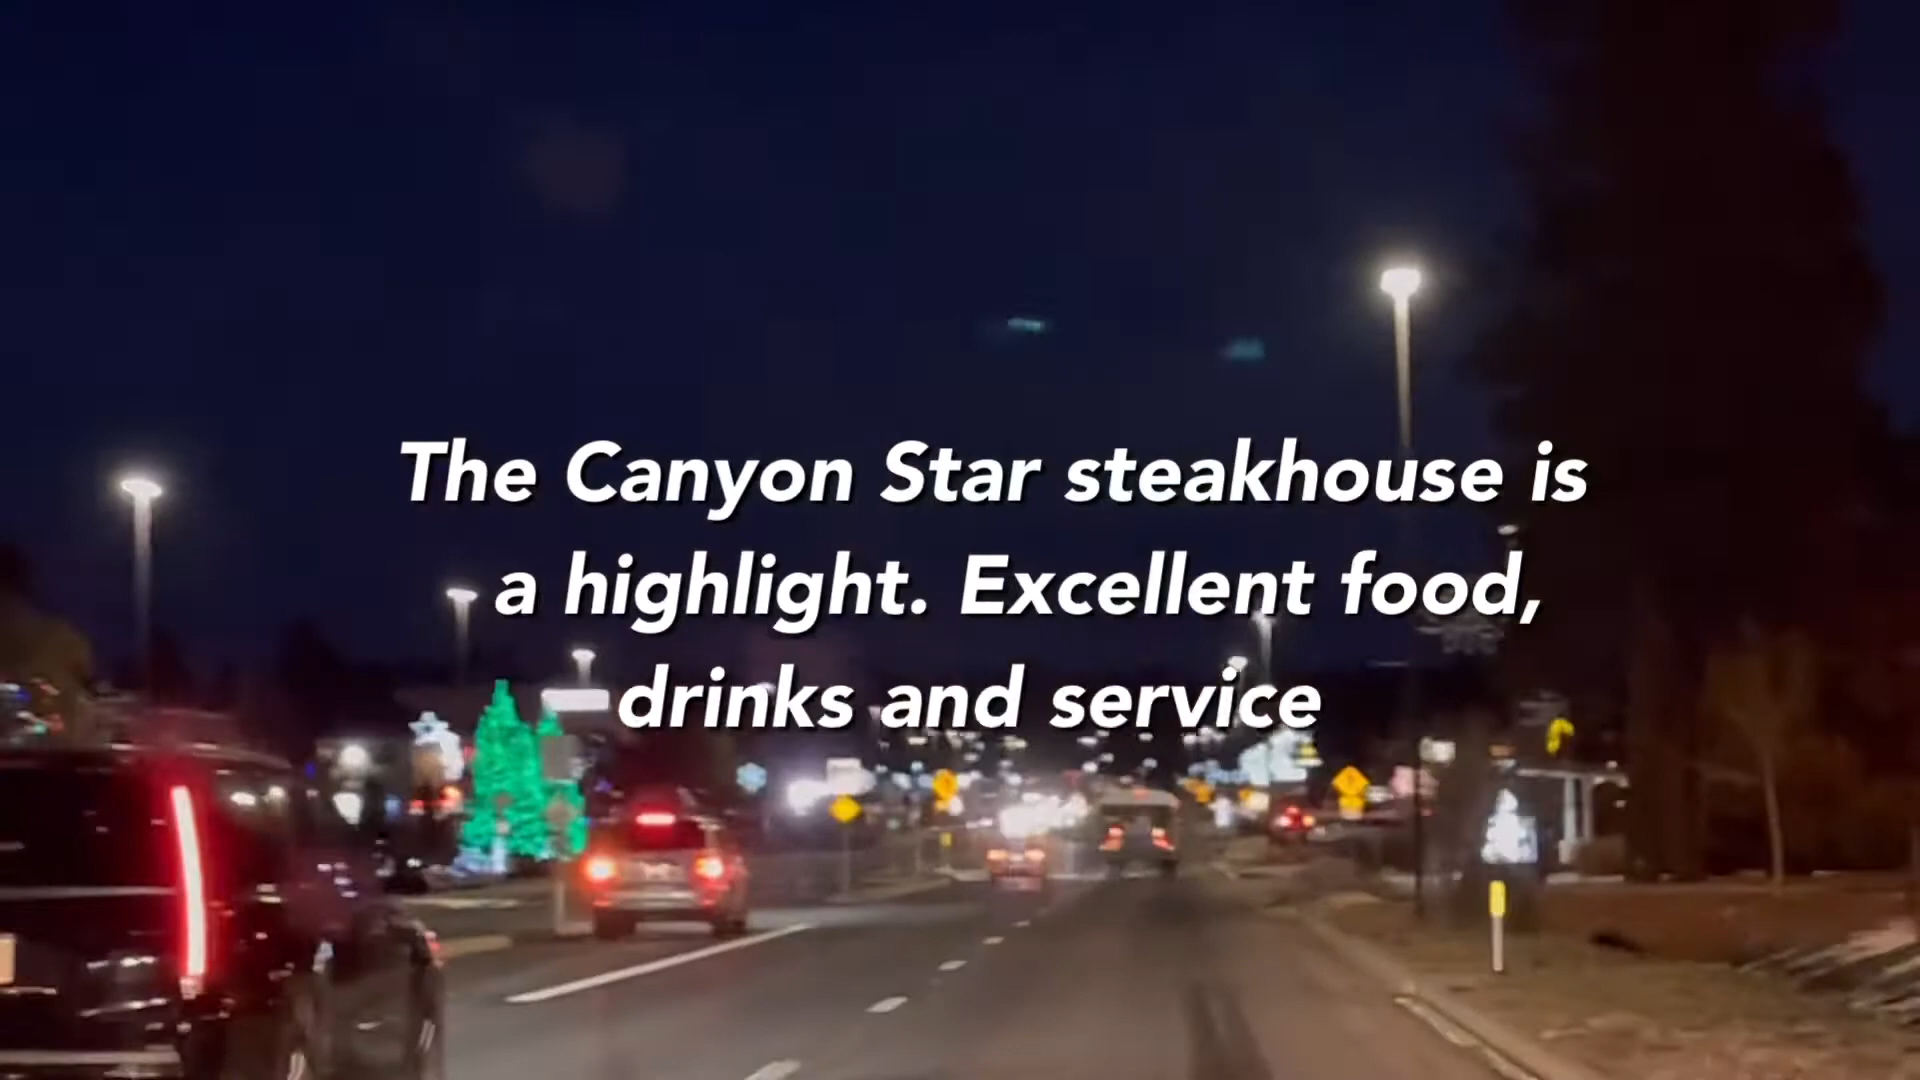 The Canyon Star steakhouse is
a highlight. Excellent food,
drinks and service